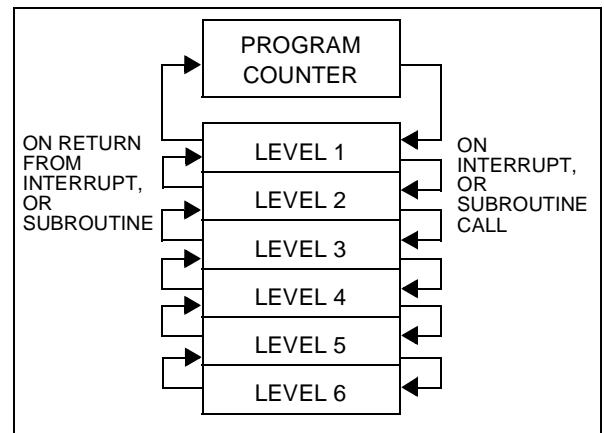 PROGRAM
COUNTER
ON RETURN
FROM
INTERRUPT,
OR
SUBROUTINE
ON
INTERRUPT,
OR
SUBROUTINE
CALL
LEVEL 1
LEVEL 2
LEVEL 3
LEVEL 4
LEVEL 5
LEVEL 6